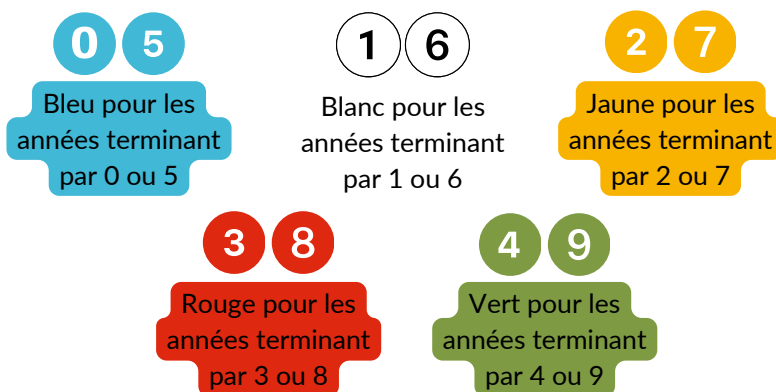 0 5
Bleu pour les
années terminant
par 0 ou 5
1 6
Blanc pour les
années terminant
par 1 ou 6
2 7
Jaune pour les
années terminant
par 2 ou 7
3 8
Rouge pour les
années terminant
par 3 ou 8
4 9
Vert pour les
années terminant
par 4 ou 9